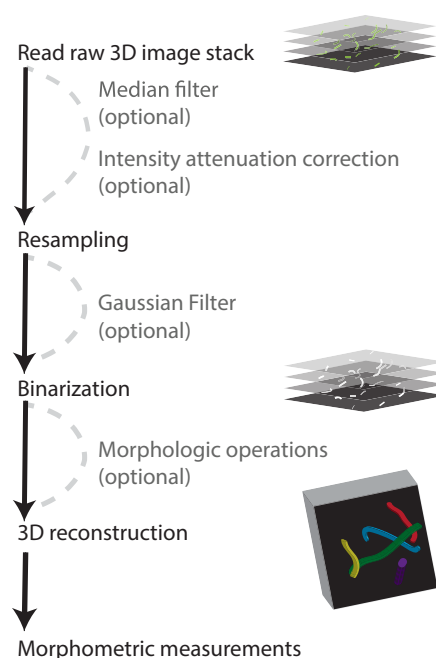 Read raw 3D image stack
Median filter
(optional)
Intensity attenuation correction
(optional)
Resampling
Gaussian Filter
(optional)
Binarization
Morphologic operations
(optional)
3D reconstruction
Morphometric measurements